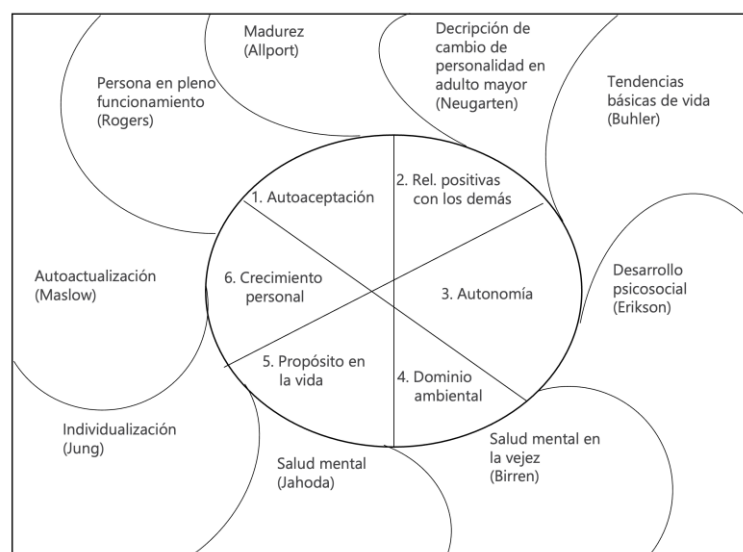 Madurez
(Allport)
Decripción de
cambio de
personalidad en
adulto mayor
(Neugarten)
Persona en pleno
funcionamiento
(Rogers)
Tendencias
básicas de vida
(Buhler)
1. Autoaceptación
2. Rel. positivas
con los demás
Autoactualización
(Maslow)
6. Crecimiento
personal
3. Autonomía
Desarrollo
psicosocial
(Erikson)
5. Propósito en
la vida
4. Dominio
ambiental
Individualización
(Jung)
Salud mental
(Jahoda)
Salud mental en
la vejez
(Birren)